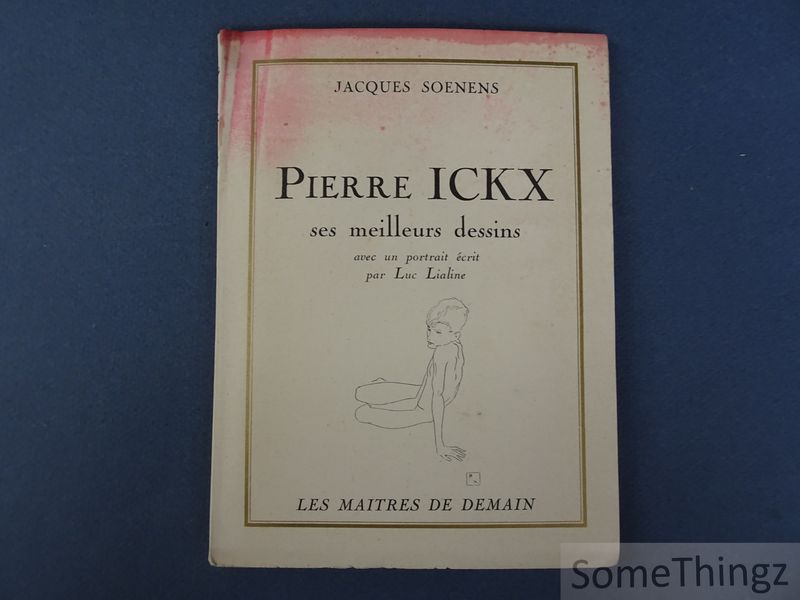 JACQUES SOENENS
PIERRE ICKX
ses meilleurs dessins
avec un portrait écrit
par Luc Lialine
LES MAITRES DE DEMAIN
SomeThingz